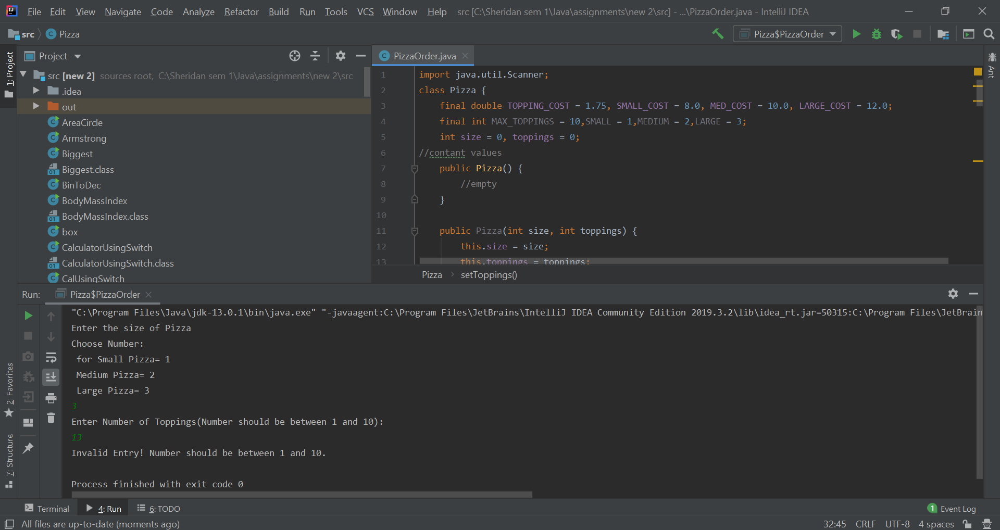 File Edit View Navigate Code Analyze Refactor Build Run Tools VCS Window Help src [C:\Sheridan sem 1\Java\assignments\new 2\src] - ...\PizzaOrder.java - IntelliJ IDEA
src Pizza
Pizza$PizzaOrder
1: Project
Project
PizzaOrder.java
Ant
src [new 2] sources root, C:\Sheridan sem 1\Java\assignments\new 2\src
.idea
out
AreaCircle
Armstrong
Biggest
Biggest.class
BinToDec
BodyMassIndex
BodyMassIndex.class
box
CalculatorUsingSwitch
CalculatorUsingSwitch.class
CalUsingSwitch
1 import java.util.Scanner;
2 class Pizza {
3 final double TOPPING_COST = 1.75, SMALL_COST = 8.0, MED_COST = 10.0, LARGE_COST = 12.0;
4 final int MAX_TOPPINGS = 10,SMALL = 1,MEDIUM = 2,LARGE = 3;
5 int size = 0, toppings = 0;
6 //contant values
7 public Pizza() {
8 //empty
9 }
10
11 public Pizza(int size, int toppings) {
12 this.size = size;
13 this.toppings = toppings;
Pizza › setToppings()
Run: Pizza$PizzaOrder
"C:\Program Files\Java\jdk-13.0.1\bin\java.exe" "-javaagent:C:\Program Files\JetBrains\IntelliJ IDEA Community Edition 2019.3.2\lib\idea_rt.jar=50315:C:\Program Files\JetBrain
Enter the size of Pizza
Choose Number:
for Small Pizza= 1
Medium Pizza= 2
Large Pizza= 3
3
Enter Number of Toppings(Number should be between 1 and 10):
13
Invalid Entry! Number should be between 1 and 10.
Process finished with exit code 0
2: Favorites
7: Structure
Terminal 4: Run 6: TODO
1 Event Log
All files are up-to-date (moments ago)
32:45 CRLF UTF-8 4 spaces